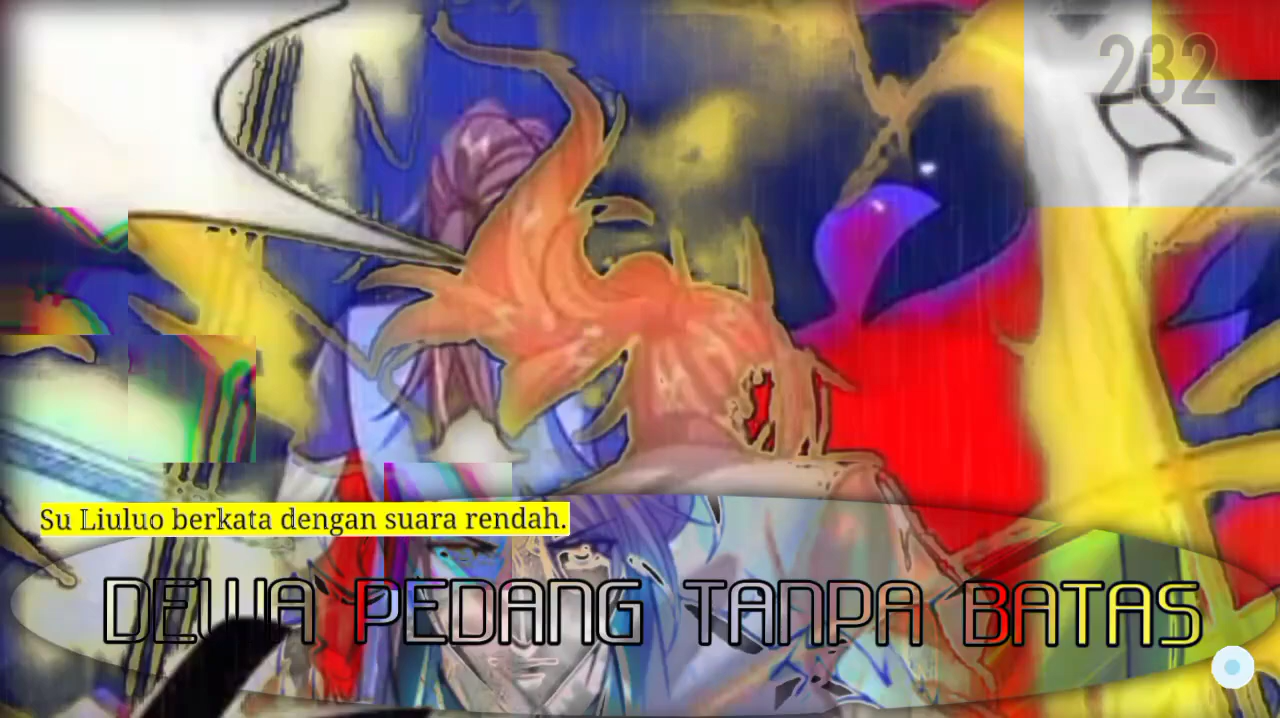 232
Su Liuluo berkata dengan suara rendah.
DEWA PEDANG TANPA BATAS